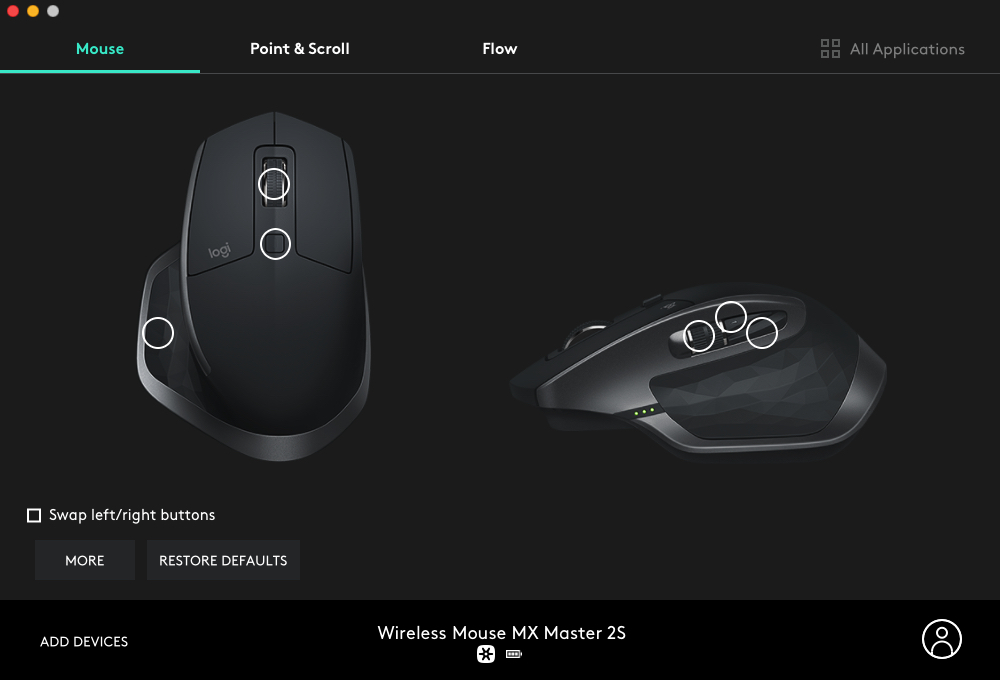 Mouse
Point & Scroll
Flow
All Applications
logi
Swap left/right buttons
MORE
RESTORE DEFAULTS
ADD DEVICES
Wireless Mouse MX Master 2S